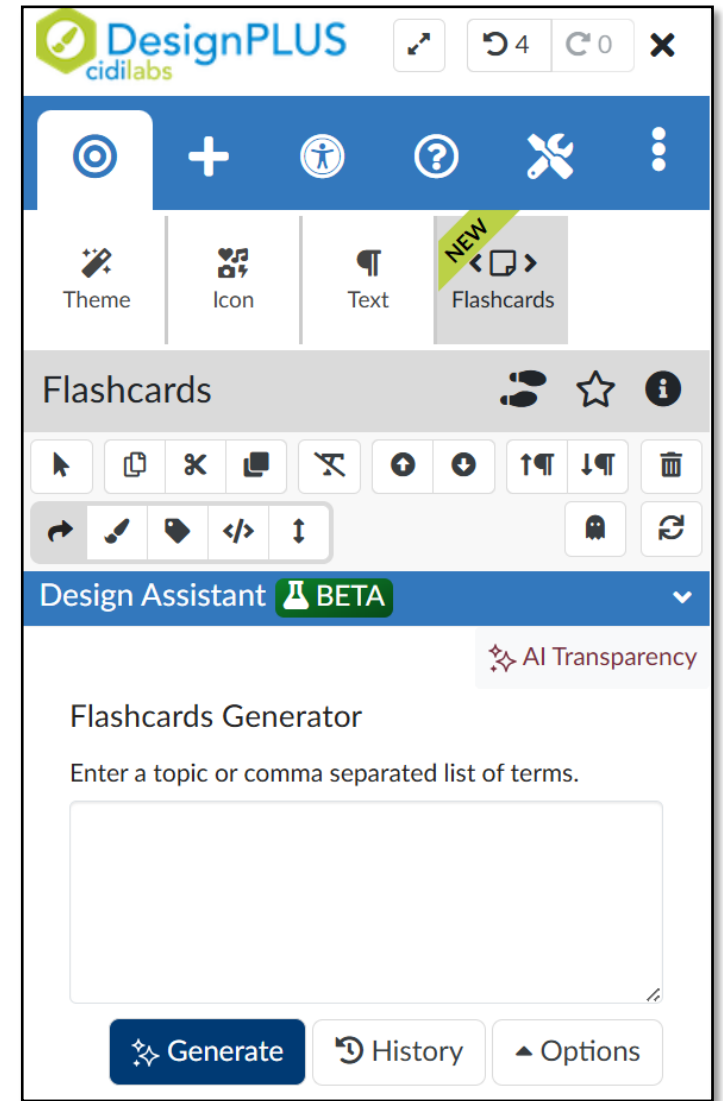 DesignPLUS
cidilabs
4
0
NEW
Theme
Icon
Text
Flashcards
Flashcards
Design Assistant BETA
AI Transparency
Flashcards Generator
Enter a topic or comma separated list of terms.
Generate
History
Options